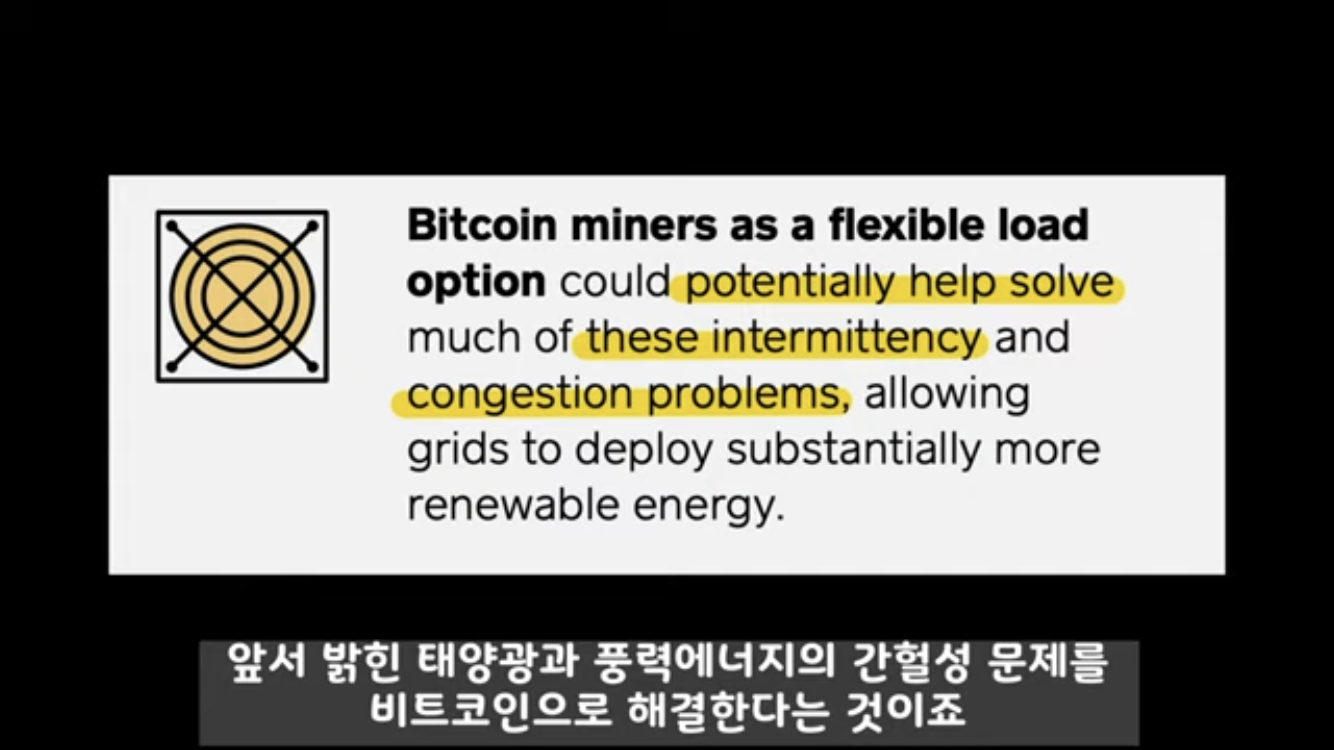 Bitcoin miners as a flexible load
option could potentially help solve
much of these intermittency and
congestion problems, allowing
grids to deploy substantially more
renewable energy.
앞서 밝힌 태양광과 풍력에너지의 간헐성 문제를
비트코인으로 해결한다는 것이죠